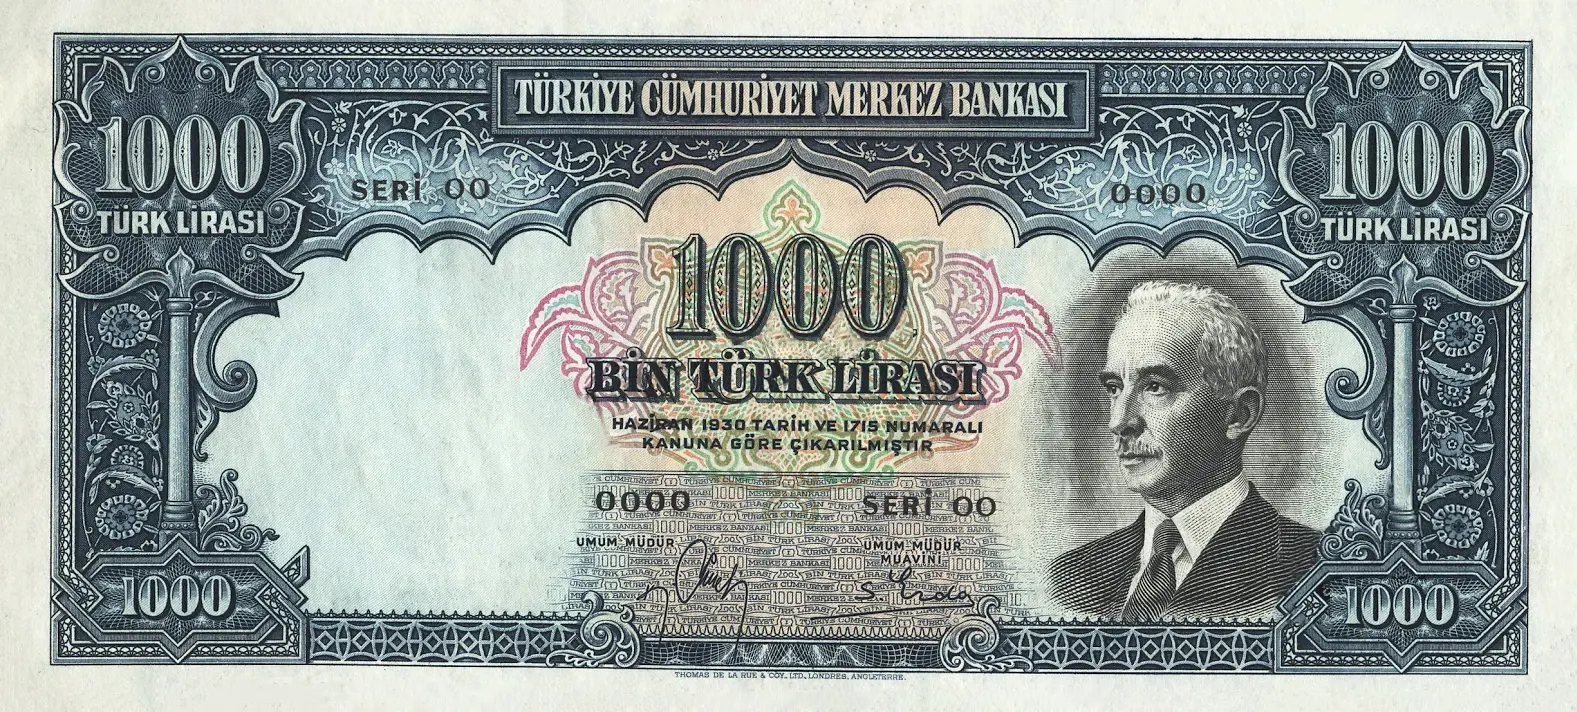 TÜRKİYE CÜMHURİYET MERKEZ BANKASI
1000
TÜRK LİRASI
SERİ 00
0000
1000
TÜRK LİRASI
1000
BİN TÜRK LİRASI
HAZİRAN 1930 TARİH VE 1715 NUMARALI
KANUNA GÖRE ÇIKARILMIŞTIR
0000
SERİ 00
UMUM MÜDÜR
UMUM MÜDÜR
MUAVİNİ
1000
1000
THOMAS DE LA RUE & COY. LTD. LONDRES, ANGLETERRE.